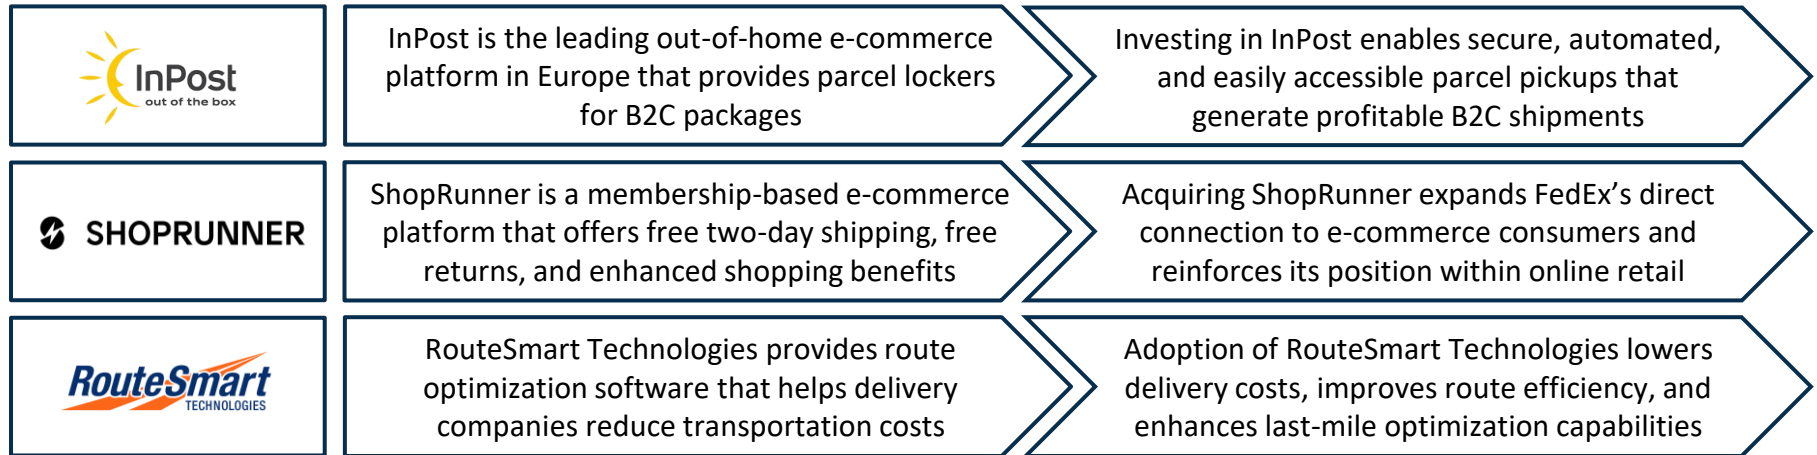 InPost
out of the box
InPost is the leading out-of-home e-commerce
platform in Europe that provides parcel lockers
for B2C packages
Investing in InPost enables secure, automated,
and easily accessible parcel pickups that
generate profitable B2C shipments
SHOPRUNNER
ShopRunner is a membership-based e-commerce
platform that offers free two-day shipping, free
returns, and enhanced shopping benefits
Acquiring ShopRunner expands FedEx’s direct
connection to e-commerce consumers and
reinforces its position within online retail
RouteSmart
TECHNOLOGIES
RouteSmart Technologies provides route
optimization software that helps delivery
companies reduce transportation costs
Adoption of RouteSmart Technologies lowers
delivery costs, improves route efficiency, and
enhances last-mile optimization capabilities